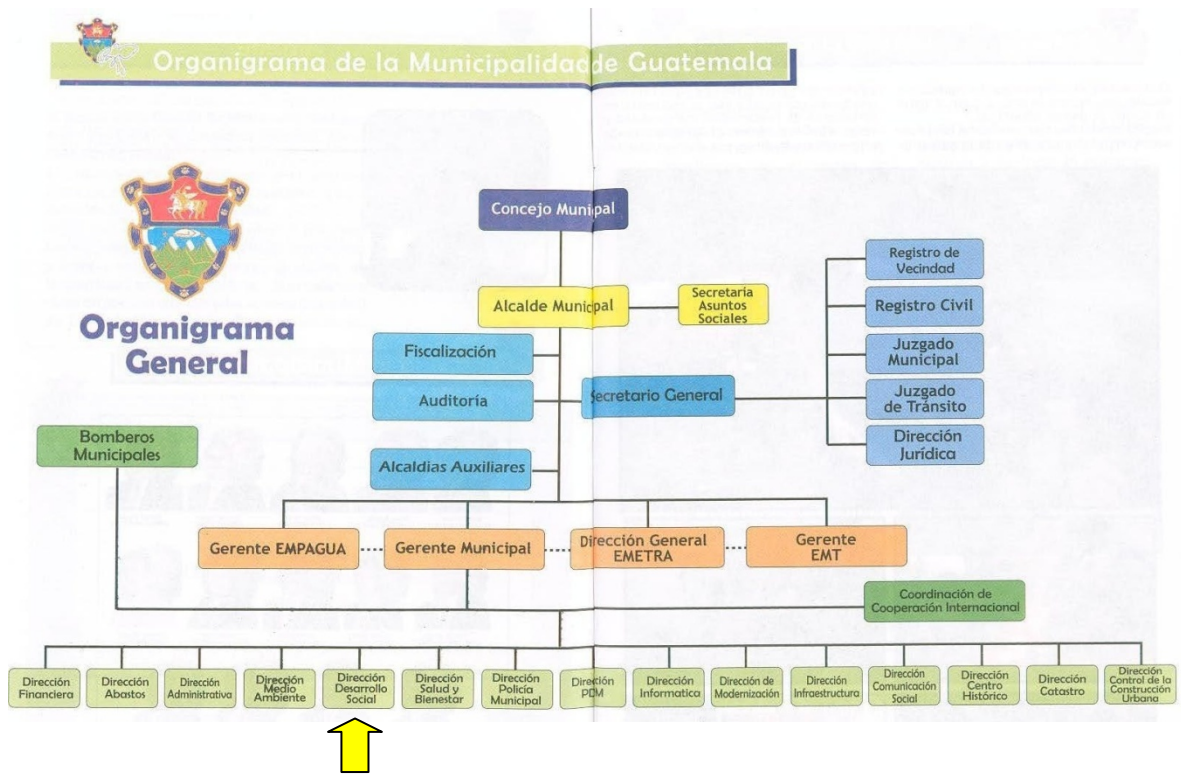 Organigrama de la Municipalidad de Guatemala
Organigrama
General
Concejo Munipal
Alcalde Municpal
Secretaria
Asuntos
Sociales
Fiscalización
Auditoría
Secretario General
Alcaldias Auxiliares
Registro de
Vecindad
Registro Civil
Juzgado
Municipal
Juzgado
de Tránsito
Dirección
Jurídica
Bomberos
Municipales
Gerente EMPAGUA
Gerente Municipal
Dirección General
EMETRA
Gerente
EMT
Coordinación de
Cooperación Internacional
Dirección
Financiera
Dirección
Abastos
Dirección
Administrativa
Dirección
Medio
Ambiente
Dirección
Desarrollo
Social
Dirección
Salud y
Bienestar
Dirección
Policía
Municipal
Dirección
PDM
Dirección
Informatica
Dirección de
Modernización
Dirección
Infraestructura
Dirección
Comunicación
Social
Dirección
Centro
Histórico
Dirección
Catastro
Dirección
Control de la
Construcción
Urbana